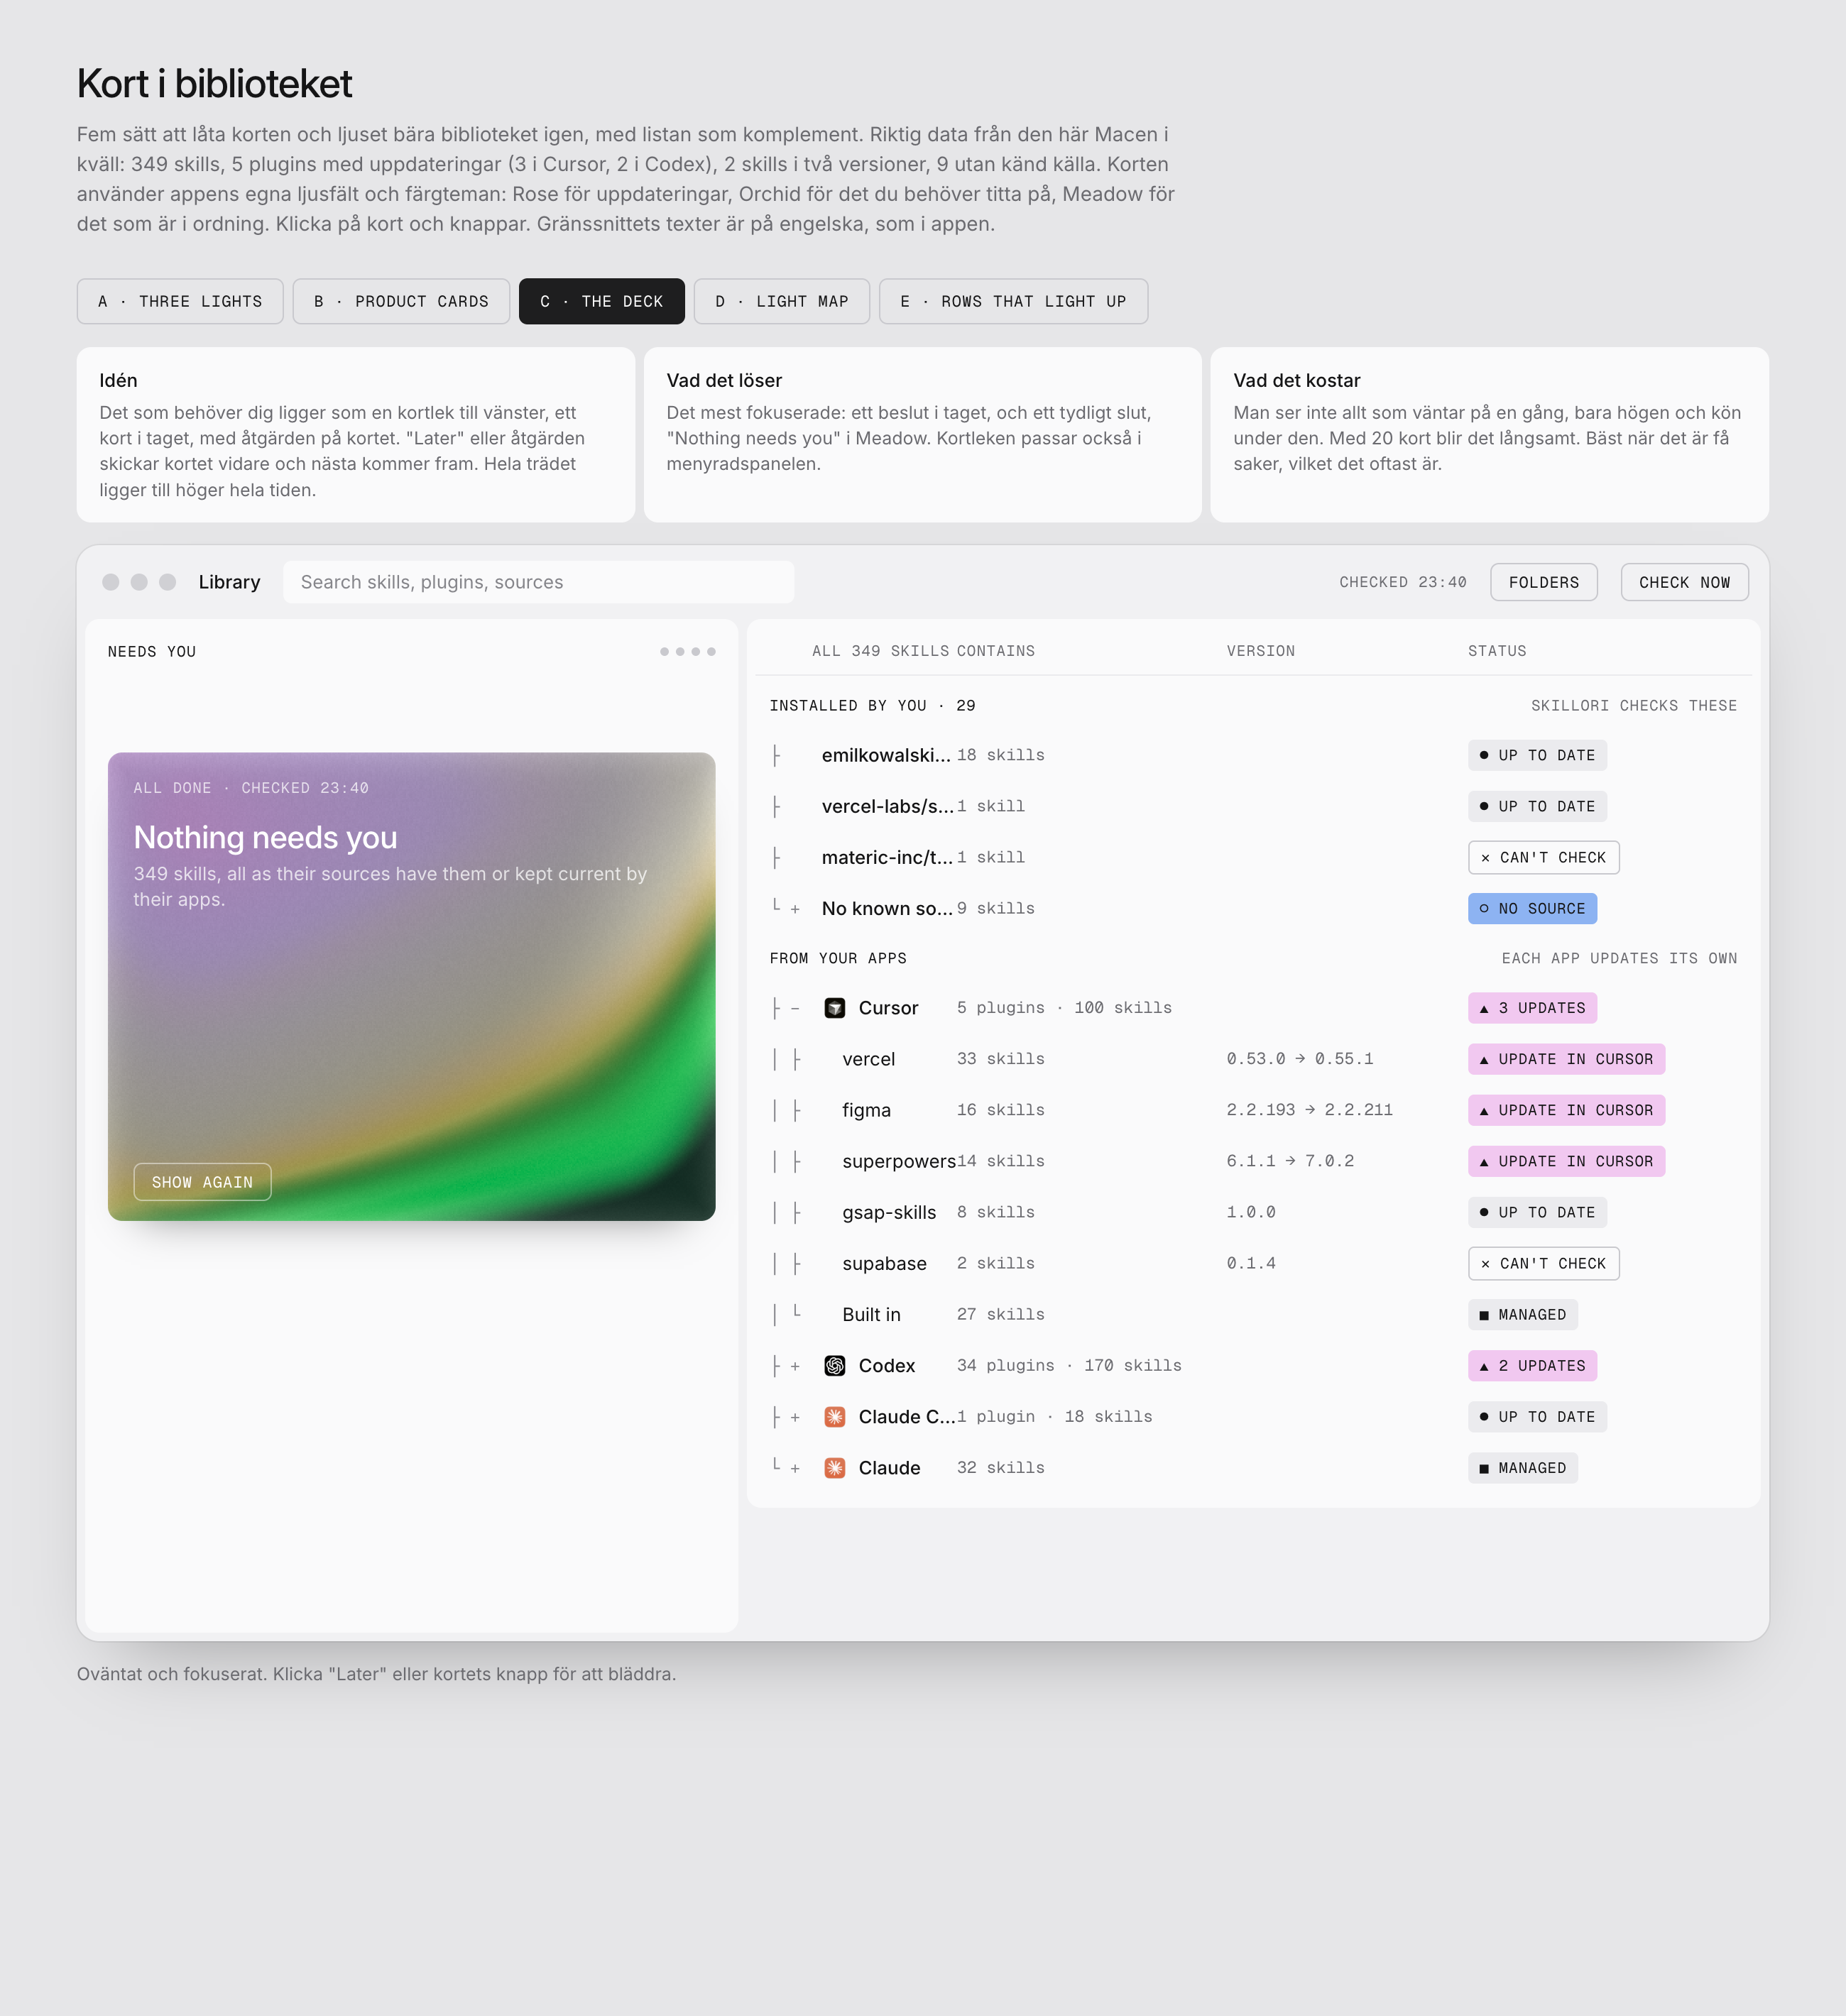 Kort i biblioteket
Fem sätt att låta korten och ljuset bära biblioteket igen, med listan som komplement. Riktig data från den här Macen i
kväll: 349 skills, 5 plugins med uppdateringar (3 i Cursor, 2 i Codex), 2 skills i två versioner, 9 utan känd källa. Korten
använder appens egna ljusfält och färgteman: Rose för uppdateringar, Orchid för det du behöver titta på, Meadow för
det som är i ordning. Klicka på kort och knappar. Gränssnittets texter är på engelska, som i appen.
A · THREE LIGHTS
B · PRODUCT CARDS
C · THE DECK
D · LIGHT MAP
E · ROWS THAT LIGHT UP
Idén
Det som behöver dig ligger som en kortlek till vänster, ett
kort i taget, med åtgärden på kortet. "Later" eller åtgärden
skickar kortet vidare och nästa kommer fram. Hela trädet
ligger till höger hela tiden.
Vad det löser
Det mest fokuserade: ett beslut i taget, och ett tydligt slut,
"Nothing needs you" i Meadow. Kortleken passar också i
menyradspanelen.
Vad det kostar
Man ser inte allt som väntar på en gång, bara högen och kön
under den. Med 20 kort blir det långsamt. Bäst när det är få
saker, vilket det oftast är.
Library
Search skills, plugins, sources
CHECKED 23:40
FOLDERS
CHECK NOW
NEEDS YOU
ALL DONE · CHECKED 23:40
Nothing needs you
349 skills, all as their sources have them or kept current by
their apps.
SHOW AGAIN
ALL 349 SKILLS CONTAINS VERSION STATUS
INSTALLED BY YOU · 29 SKILLORI CHECKS THESE
├ emilkowalski... 18 skills ● UP TO DATE
├ vercel-labs/s... 1 skill ● UP TO DATE
├ materic-inc/t... 1 skill × CAN'T CHECK
└ + No known so... 9 skills ○ NO SOURCE
FROM YOUR APPS EACH APP UPDATES ITS OWN
├ − Cursor 5 plugins · 100 skills ▲ 3 UPDATES
│ ├ vercel 33 skills 0.53.0 → 0.55.1 ▲ UPDATE IN CURSOR
│ ├ figma 16 skills 2.2.193 → 2.2.211 ▲ UPDATE IN CURSOR
│ ├ superpowers 14 skills 6.1.1 → 7.0.2 ▲ UPDATE IN CURSOR
│ ├ gsap-skills 8 skills 1.0.0 ● UP TO DATE
│ ├ supabase 2 skills 0.1.4 × CAN'T CHECK
│ └ Built in 27 skills ■ MANAGED
├ + Codex 34 plugins · 170 skills ▲ 2 UPDATES
├ + Claude C... 1 plugin · 18 skills ● UP TO DATE
└ + Claude 32 skills ■ MANAGED
Oväntat och fokuserat. Klicka "Later" eller kortets knapp för att bläddra.